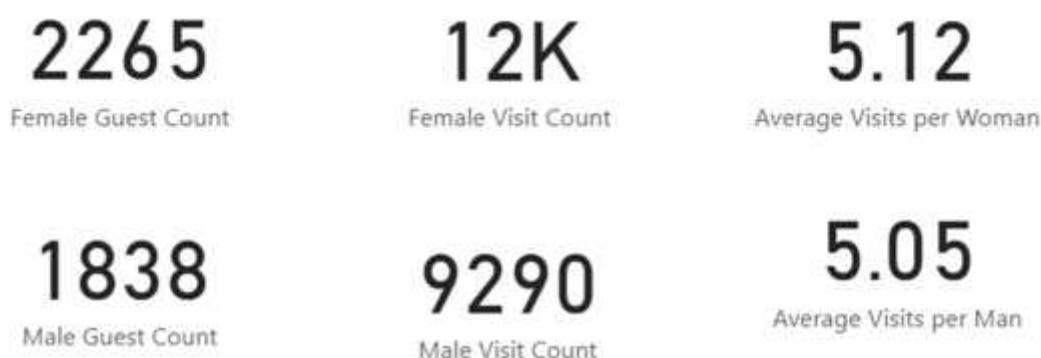 2265
Female Guest Count
12K
Female Visit Count
5.12
Average Visits per Woman
1838
Male Guest Count
9290
Male Visit Count
5.05
Average Visits per Man